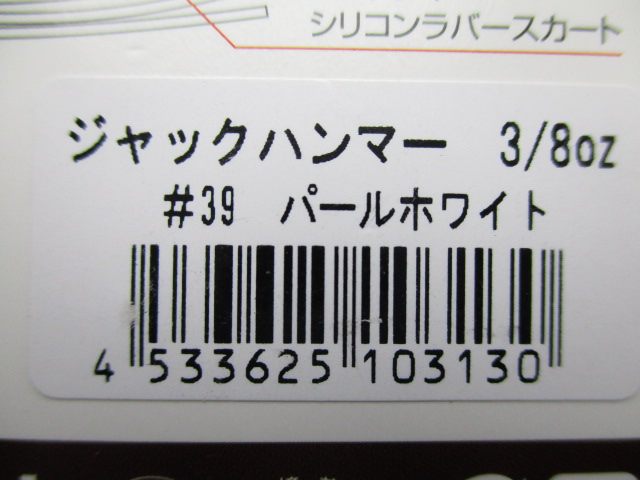 シリコンラバースカート
ジャックハンマー 3/8oz
#39 パールホワイト
4 533625 103130